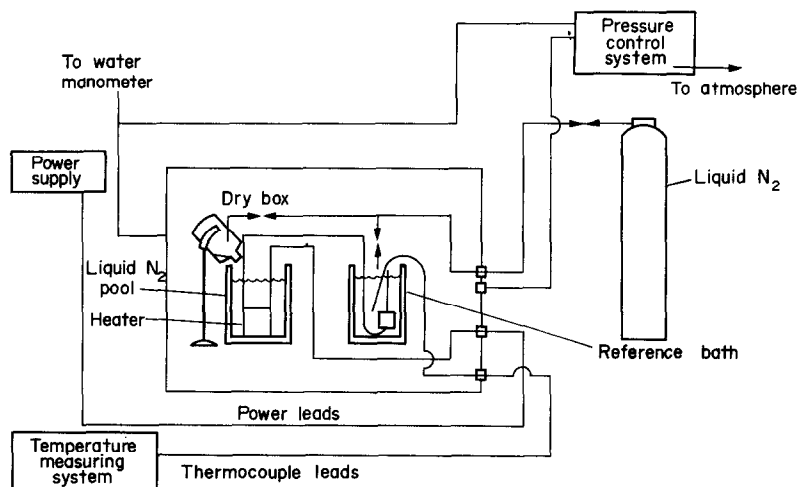 Pressure
control
system
To atmosphere
To water
manometer
Power
supply
Dry box
Liquid N2
Liquid N2
pool
Heater
Reference bath
Power leads
Temperature
measuring
system
Thermocouple leads